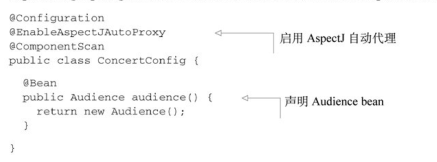 @Configuration
@EnableAspectJAutoProxy
启用 AspectJ 自动代理
@ComponentScan
public class ConcertConfig {
@Bean
public Audience audience() {
声明 Audience bean
return new Audience();
}
}